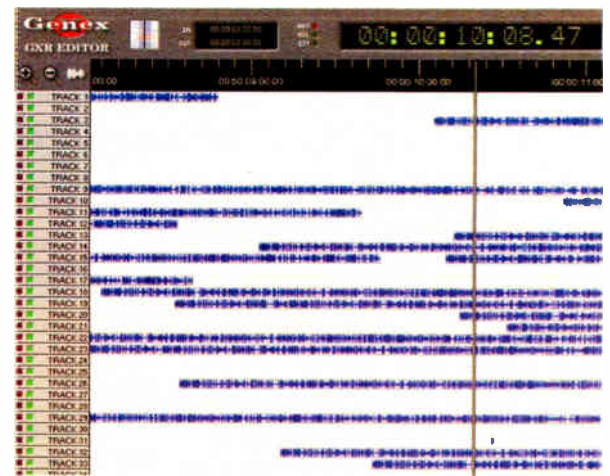 Genex
GXR EDITOR
IN
OUT
00:00:10:08.47
TRACK 1
TRACK 2
TRACK 3
TRACK 4
TRACK 5
TRACK 6
TRACK 7
TRACK 8
TRACK 9
TRACK 10
TRACK 11
TRACK 12
TRACK 13
TRACK 14
TRACK 15
TRACK 16
TRACK 17
TRACK 18
TRACK 19
TRACK 20
TRACK 21
TRACK 22
TRACK 23
TRACK 24
TRACK 25
TRACK 26
TRACK 27
TRACK 28
TRACK 29
TRACK 30
TRACK 31
TRACK 32
TRACK 33